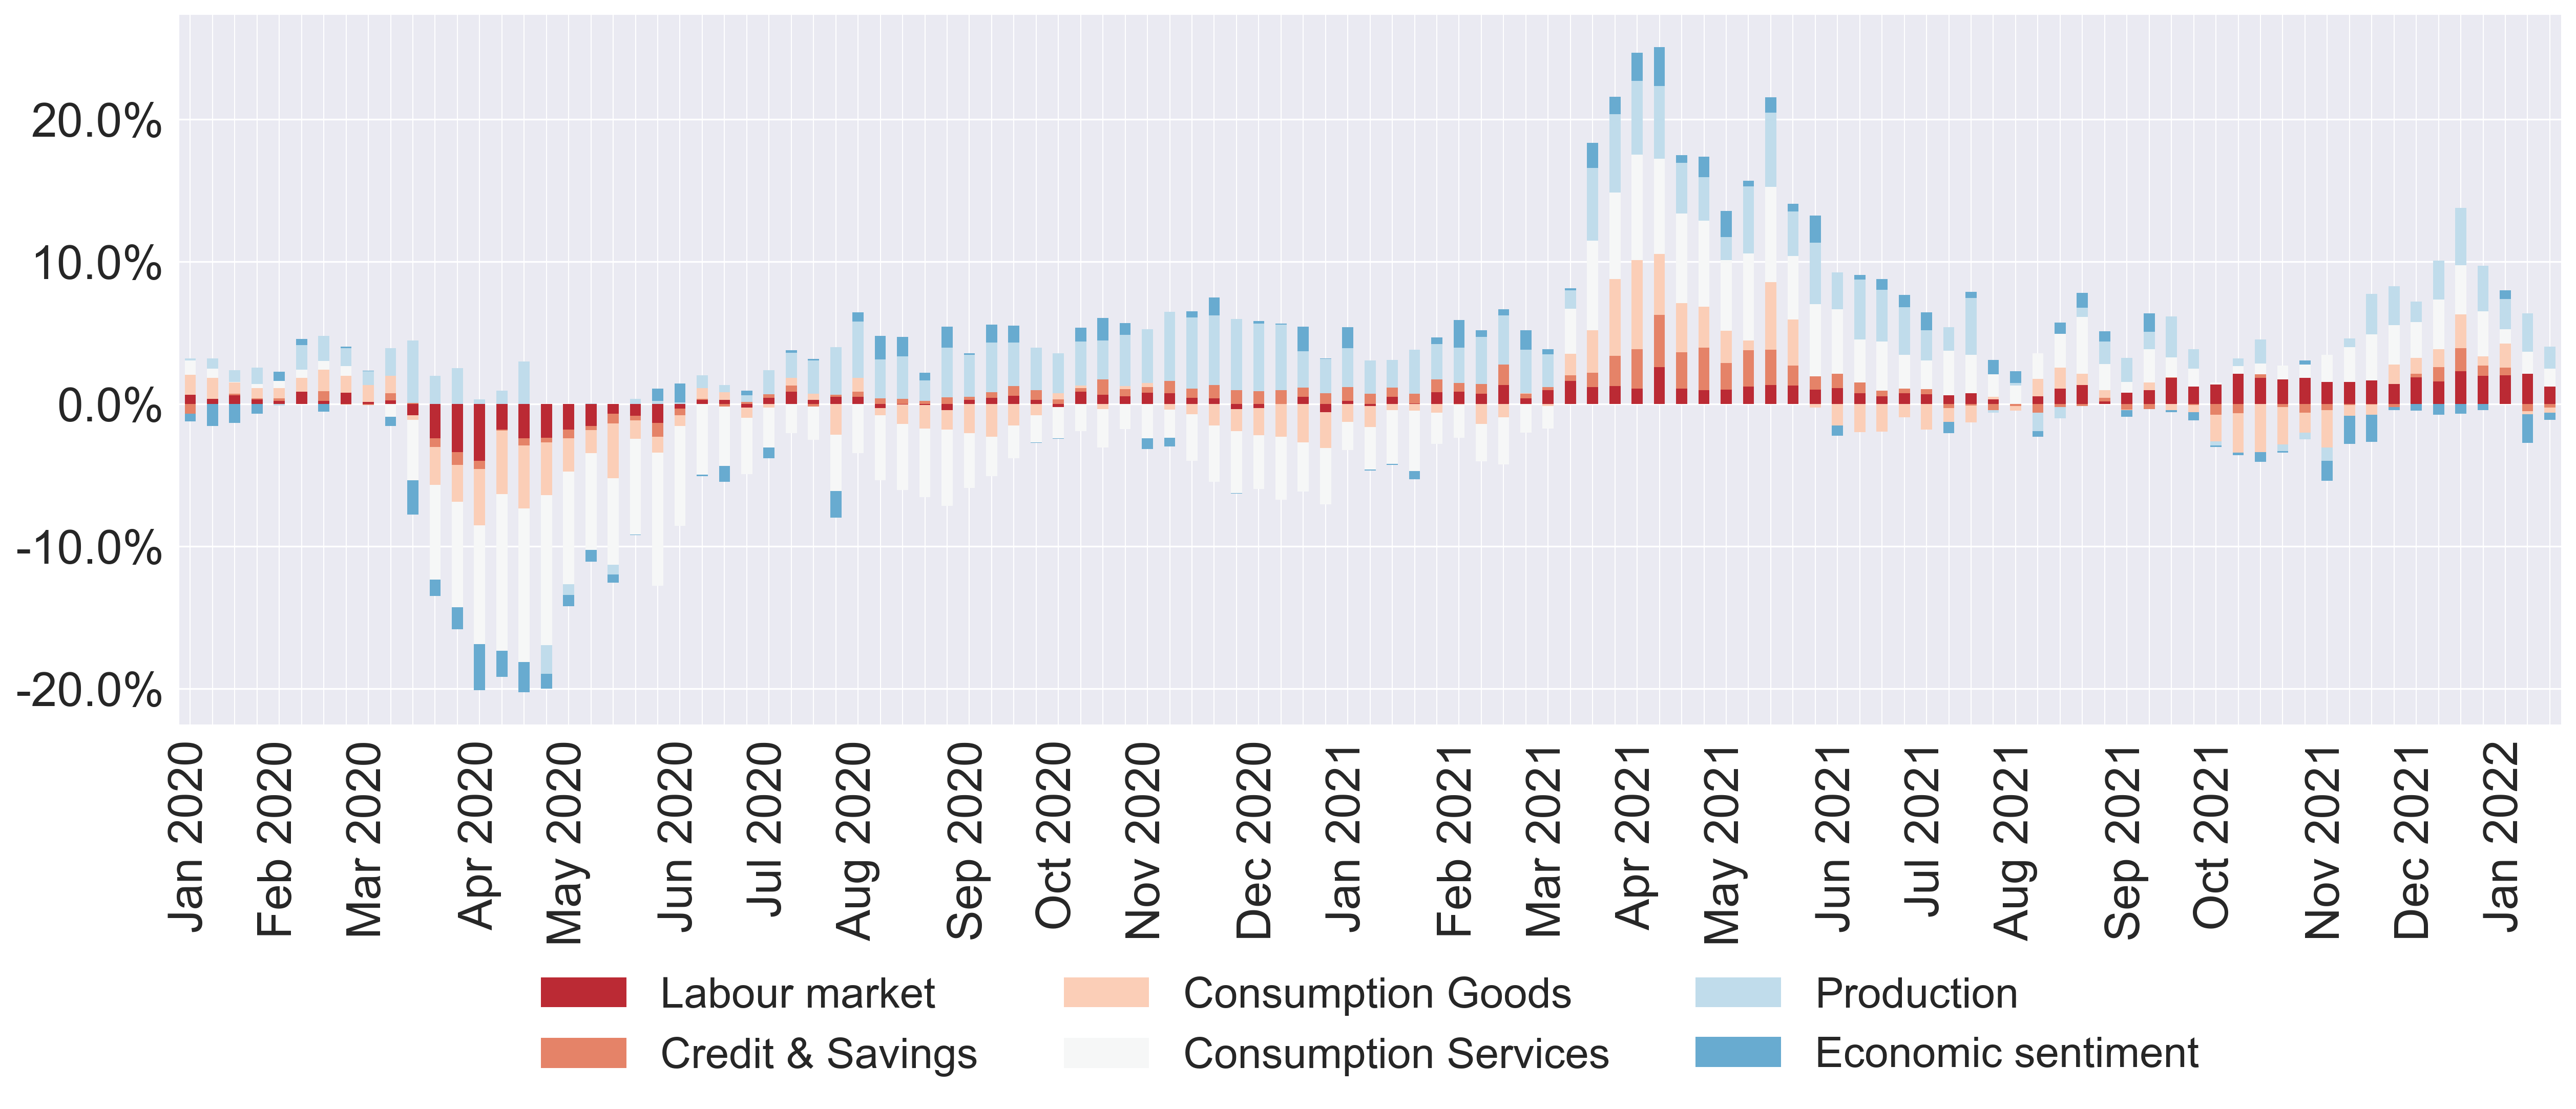 20.0%
10.0%
0.0%
-10.0%
-20.0%
Jan 2020
Feb 2020
Mar 2020
Apr 2020
May 2020
Jun 2020
Jul 2020
Aug 2020
Sep 2020
Oct 2020
Nov 2020
Dec 2020
Jan 2021
Feb 2021
Mar 2021
Apr 2021
May 2021
Jun 2021
Jul 2021
Aug 2021
Sep 2021
Oct 2021
Nov 2021
Dec 2021
Jan 2022
Labour market
Consumption Goods
Production
Credit & Savings
Consumption Services
Economic sentiment